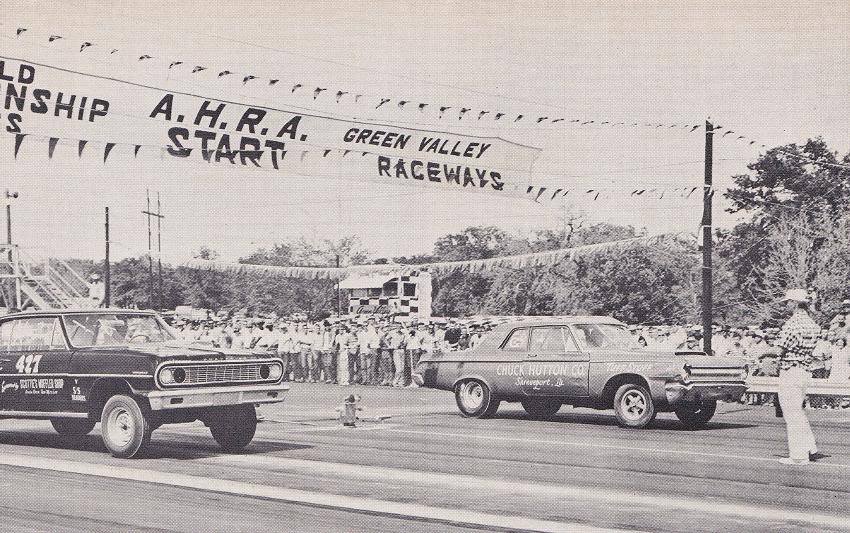 LD
NSHIP
S
A.H.R.A.
START
GREEN VALLEY
RACEWAYS
427
SCOTTIE'S MUFFLER SHOP
S/S
CHUCK HUTTON CO.
Shreveport, La.